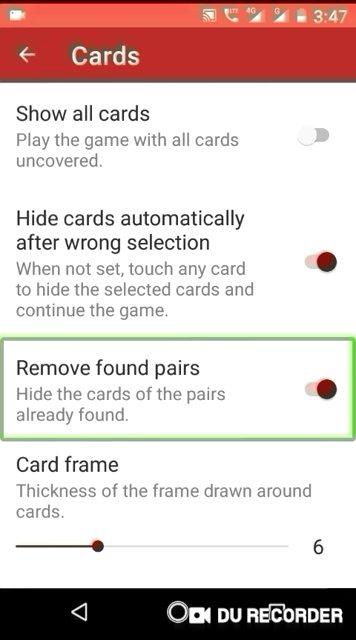 LTE 4G G 3:47
Cards
Show all cards
Play the game with all cards
uncovered.
Hide cards automatically
after wrong selection
When not set, touch any card
to hide the selected cards and
continue the game.
Remove found pairs
Hide the cards of the pairs
already found.
Card frame
Thickness of the frame drawn around
cards.
6
DU RECORDER